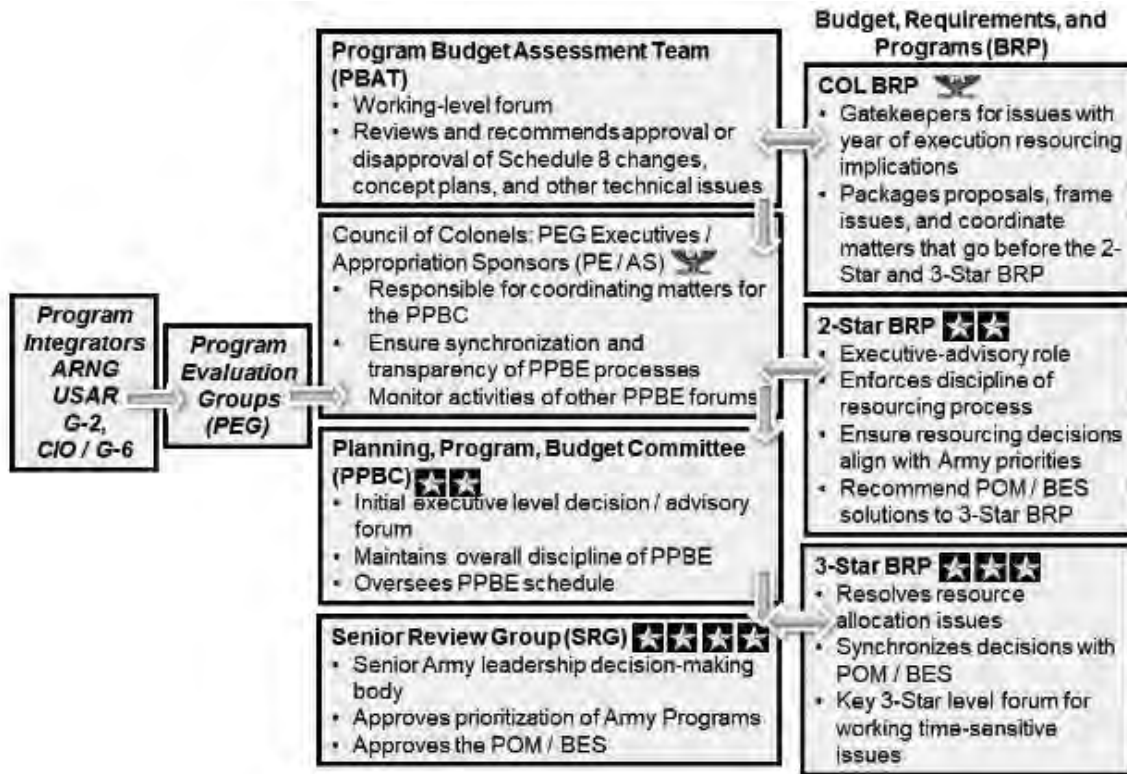 Program
Integrators
ARNG
USAR
G-2,
CIO / G-6
Program
Evaluation
Groups
(PEG)
Program Budget Assessment Team
(PBAT)
• Working-level forum
• Reviews and recommends approval or
disapproval of Schedule 8 changes,
concept plans, and other technical issues
Council of Colonels: PEG Executives /
Appropriation Sponsors (PE / AS)
• Responsible for coordinating matters for
the PPBC
• Ensure synchronization and
transparency of PPBE processes
Monitor activities of other PPBE forums
Planning, Program, Budget Committee
(PPBC)
• Initial executive level decision / advisory
forum
• Maintains overall discipline of PPBE
• Oversees PPBE schedule
Senior Review Group (SRG)
• Senior Army leadership decision-making
body
• Approves prioritization of Army Programs
• Approves the POM / BES
Budget, Requirements, and
Programs (BRP)
COL BRP
• Gatekeepers for issues with
year of execution resourcing
implications
• Packages proposals, frame
issues, and coordinate
matters that go before the 2-
Star and 3-Star BRP
2-Star BRP
• Executive-advisory role
• Enforces discipline of
resourcing process
• Ensure resourcing decisions
align with Army priorities
• Recommend POM / BES
solutions to 3-Star BRP
3-Star BRP
• Resolves resource
allocation issues
• Synchronizes decisions with
POM / BES
• Key 3-Star level forum for
working time-sensitive
issues